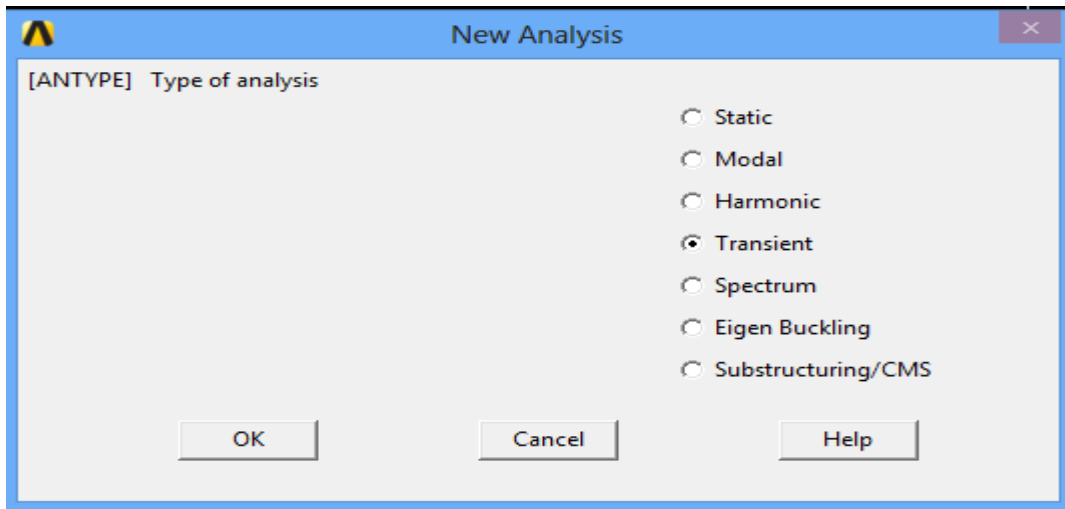 New Analysis
[ANTYPE] Type of analysis
Static
Modal
Harmonic
Transient
Spectrum
Eigen Buckling
Substructuring/CMS
OK Cancel Help